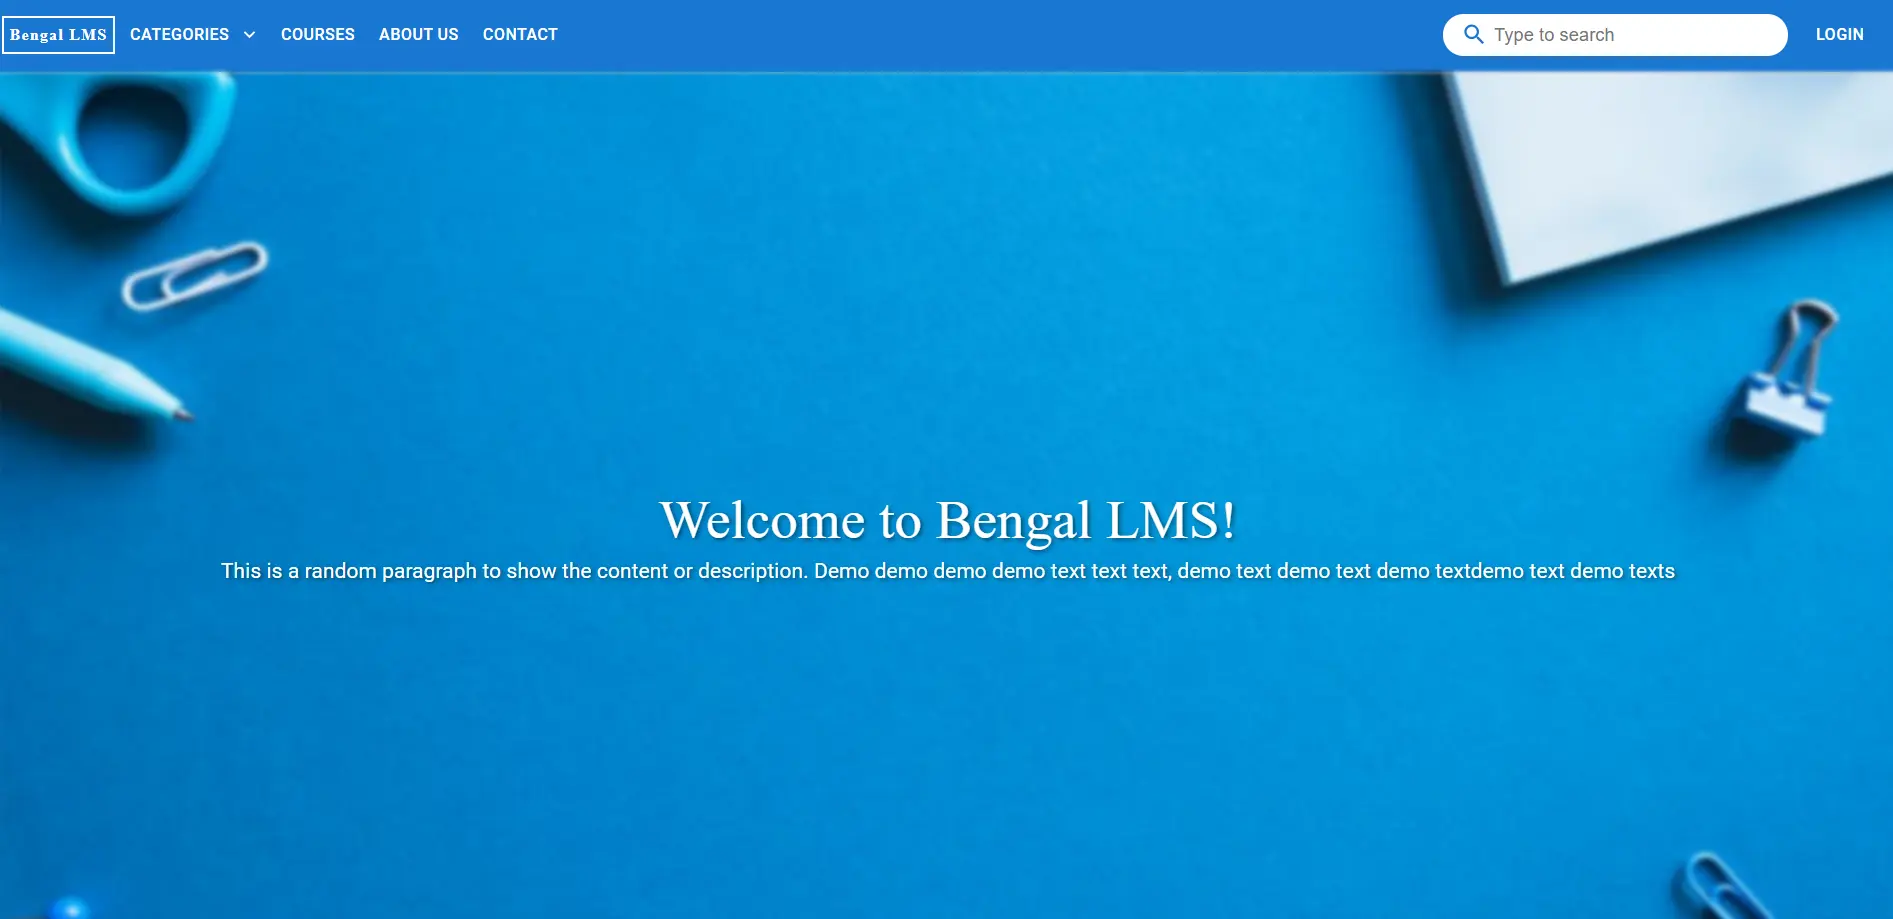 Bengal LMS CATEGORIES COURSES ABOUT US CONTACT Type to search LOGIN
Welcome to Bengal LMS!
This is a random paragraph to show the content or description. Demo demo demo demo text text text, demo text demo text demo textdemo text demo texts